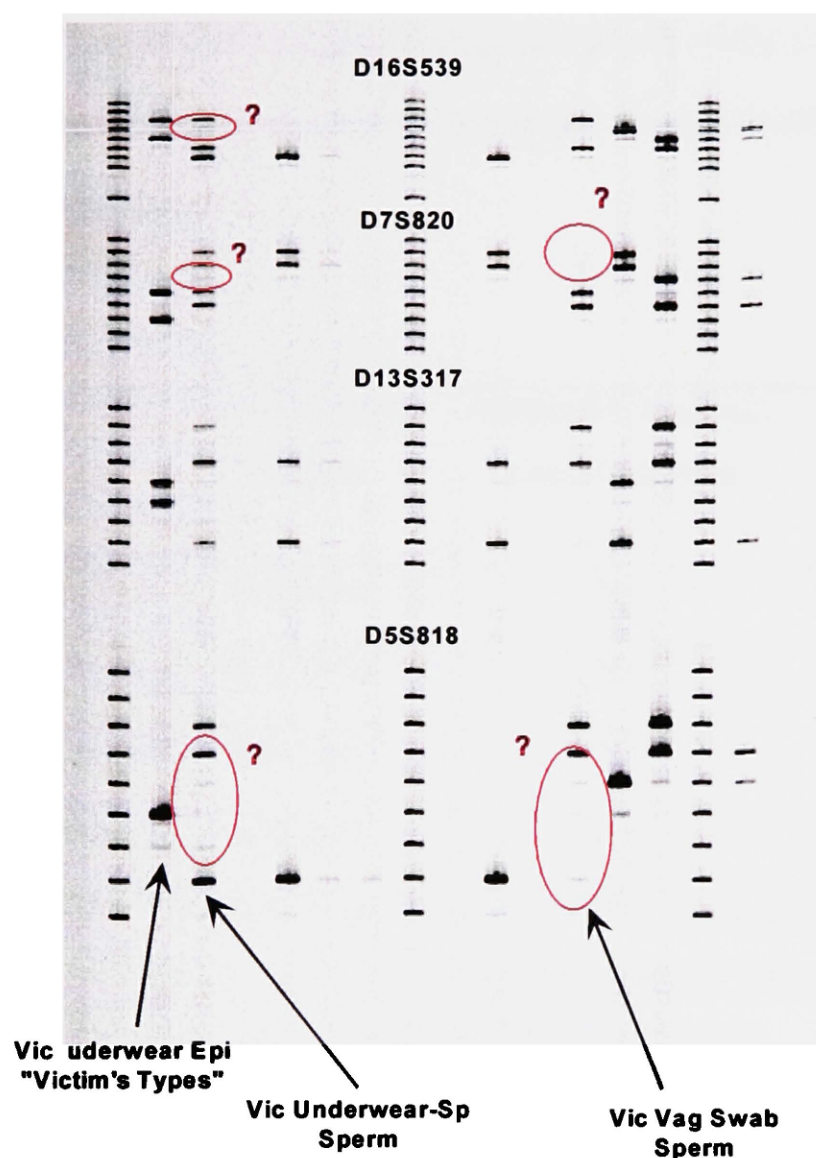 D16S539
?
?
D7S820
?
D13S317
D5S818
?
?
Vic uderwear Epi
"Victim's Types"
Vic Underwear-Sp
Sperm
Vic Vag Swab
Sperm